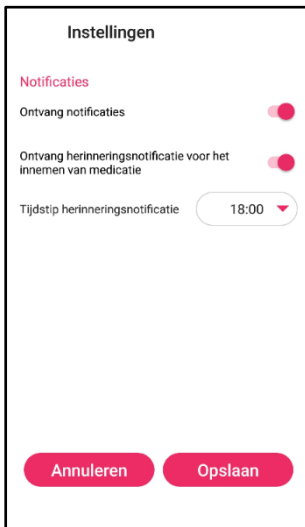 Instellingen
Notificaties
Ontvang notificaties
Ontvang herinneringsnotificatie voor het
innemen van medicatie
Tijdstip herinneringsnotificatie 18:00
Annuleren Opslaan